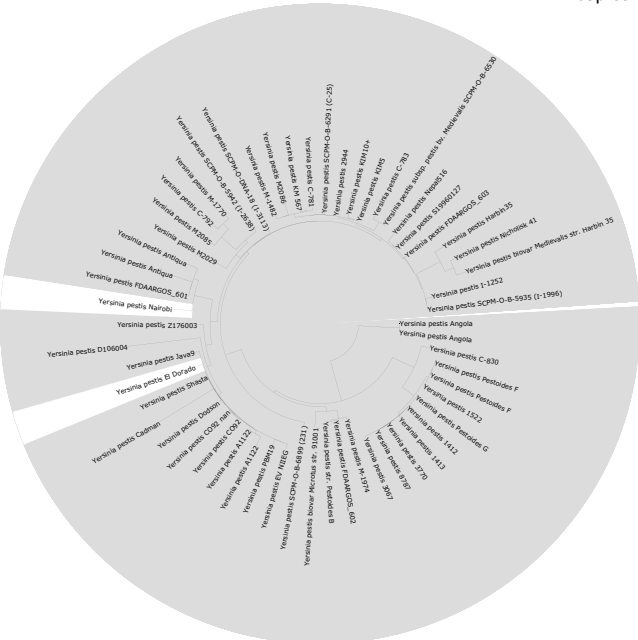 Yersinia pestis SCPM-O-B-6291 (C-25)
Yersinia pestis 2944
Yersinia pestis KIM10+
Yersinia pestis KIM5
Yersinia pestis C-783
Yersinia pestis subsp. pestis bv. Medievalis SCPM-O-B-6530
Yersinia pestis Nepal516
Yersinia pestis S19960127
Yersinia pestis FDAARGOS_603
Yersinia pestis Harbin35
Yersinia pestis Nicholisk 41
Yersinia pestis biovar Medievalis str. Harbin 35
Yersinia pestis I-1252
Yersinia pestis SCPM-O-B-5935 (I-1996)
Yersinia pestis Angola
Yersinia pestis Angola
Yersinia pestis C-830
Yersinia pestis Pestoides F
Yersinia pestis Pestoides F
Yersinia pestis 1522
Yersinia pestis Pestoides G
Yersinia pestis 1412
Yersinia pestis 1413
Yersinia pestis 3770
Yersinia pestis 8787
Yersinia pestis 3067
Yersinia pestis M-1974
Yersinia pestis FDAARGOS_602
Yersinia pestis str. Pestoides B
Yersinia pestis biovar Microtus str. 91001
Yersinia pestis SCPM-O-B-6899 (231)
Yersinia pestis EV NIIEG
Yersinia pestis PBM19
Yersinia pestis A1122
Yersinia pestis A1122
Yersinia pestis CO92
Yersinia pestis CO92 nan
Yersinia pestis Dodson
Yersinia pestis Cadman
Yersinia pestis Shasta
Yersinia pestis El Dorado
Yersinia pestis Java9
Yersinia pestis D106004
Yersinia pestis Z176003
Yersinia pestis Nairobi
Yersinia pestis FDAARGOS_601
Yersinia pestis Antiqua
Yersinia pestis Antiqua
Yersinia pestis M2029
Yersinia pestis M2085
Yersinia pestis C-792
Yersinia pestis M-1770
Yersinia pestis SCPM-O-B-5942 (I-2638)
Yersinia pestis SCPM-O-DNA-18 (I-3113)
Yersinia pestis M-1482
Yersinia pestis M2086
Yersinia pestis KM 567
Yersinia pestis C-781